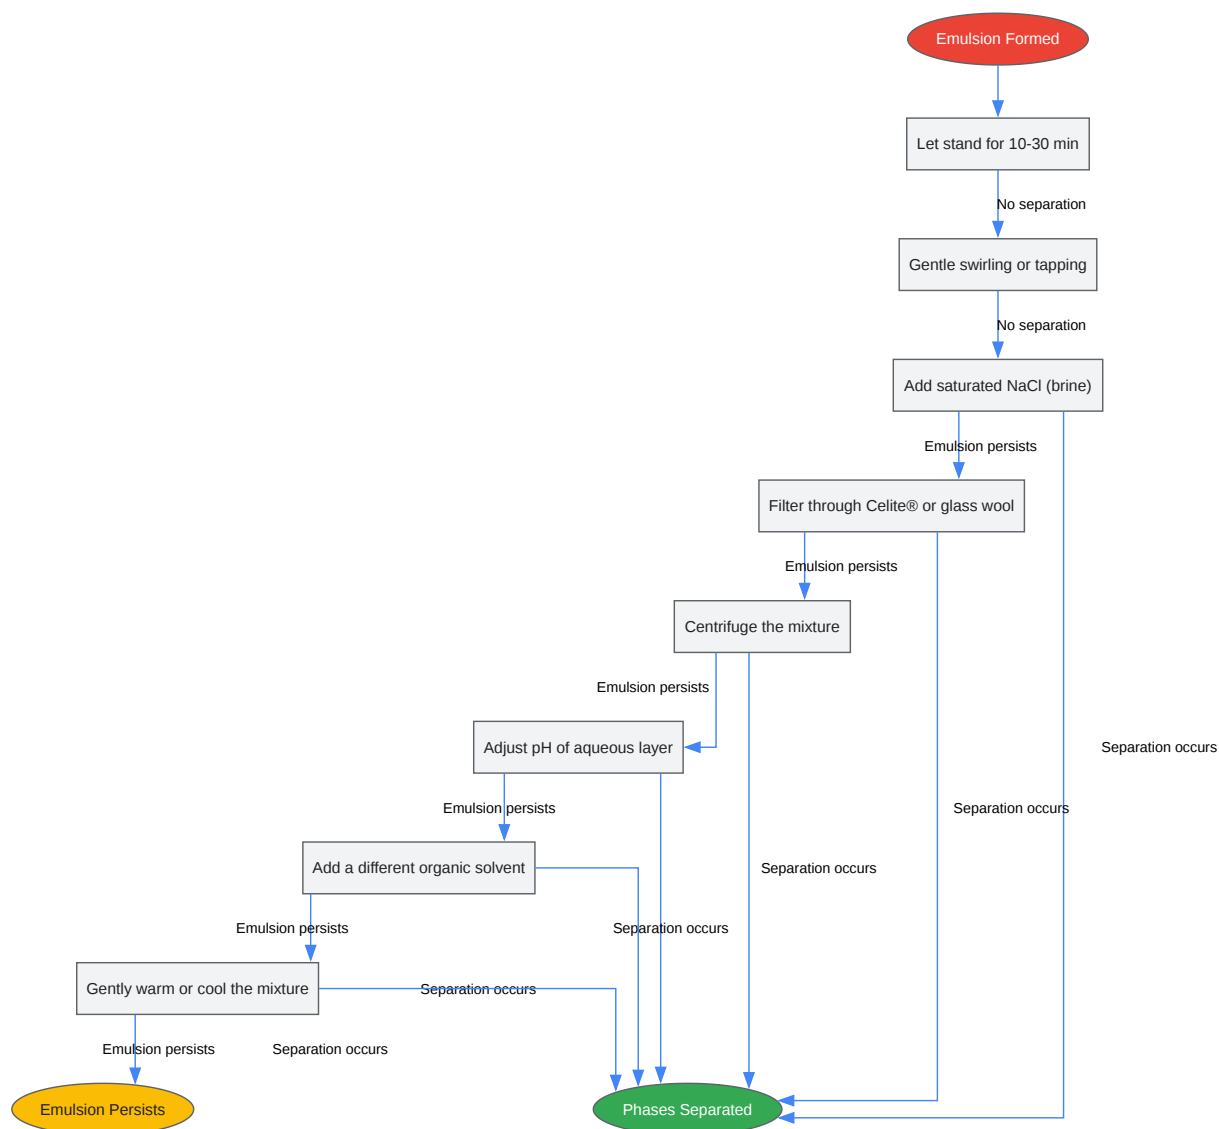 Emulsion Formed
Let stand for 10-30 min
No separation
Gentle swirling or tapping
No separation
Add saturated NaCl (brine)
Emulsion persists
Filter through Celite® or glass wool
Emulsion persists
Centrifuge the mixture
Emulsion persists
Adjust pH of aqueous layer
Separation occurs
Emulsion persists
Separation occurs
Add a different organic solvent
Separation occurs
Emulsion persists
Separation occurs
Gently warm or cool the mixture
Separation occurs
Emulsion persists
Separation occurs
Emulsion Persists
Phases Separated